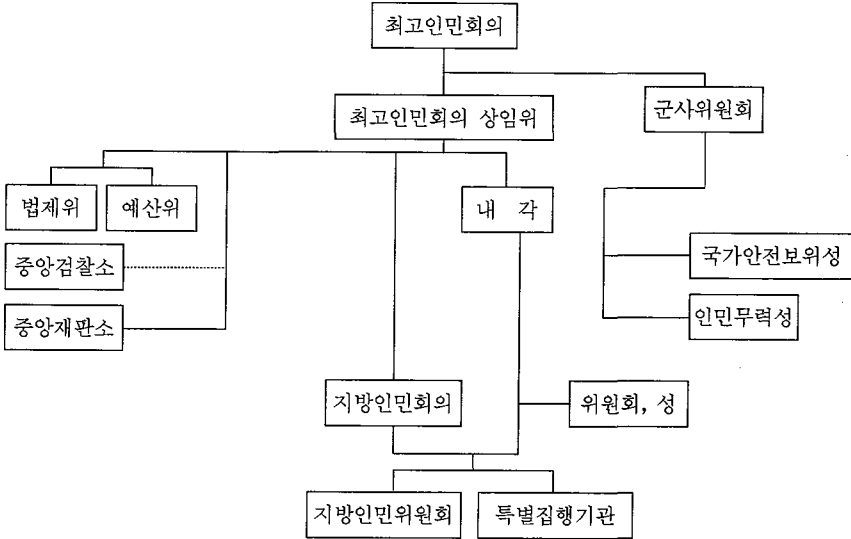 최고인민회의
최고인민회의 상임위
군사위원회
법제위
예산위
내 각
중앙검찰소
국가안전보위성
중앙재판소
인민무력성
지방인민회의
위원회, 성
지방인민위원회
특별집행기관